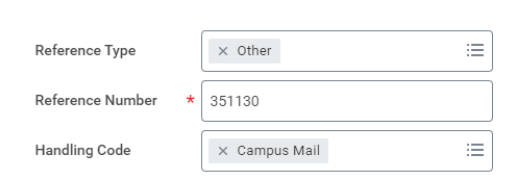 Reference Type × Other
Reference Number * 351130
Handling Code × Campus Mail